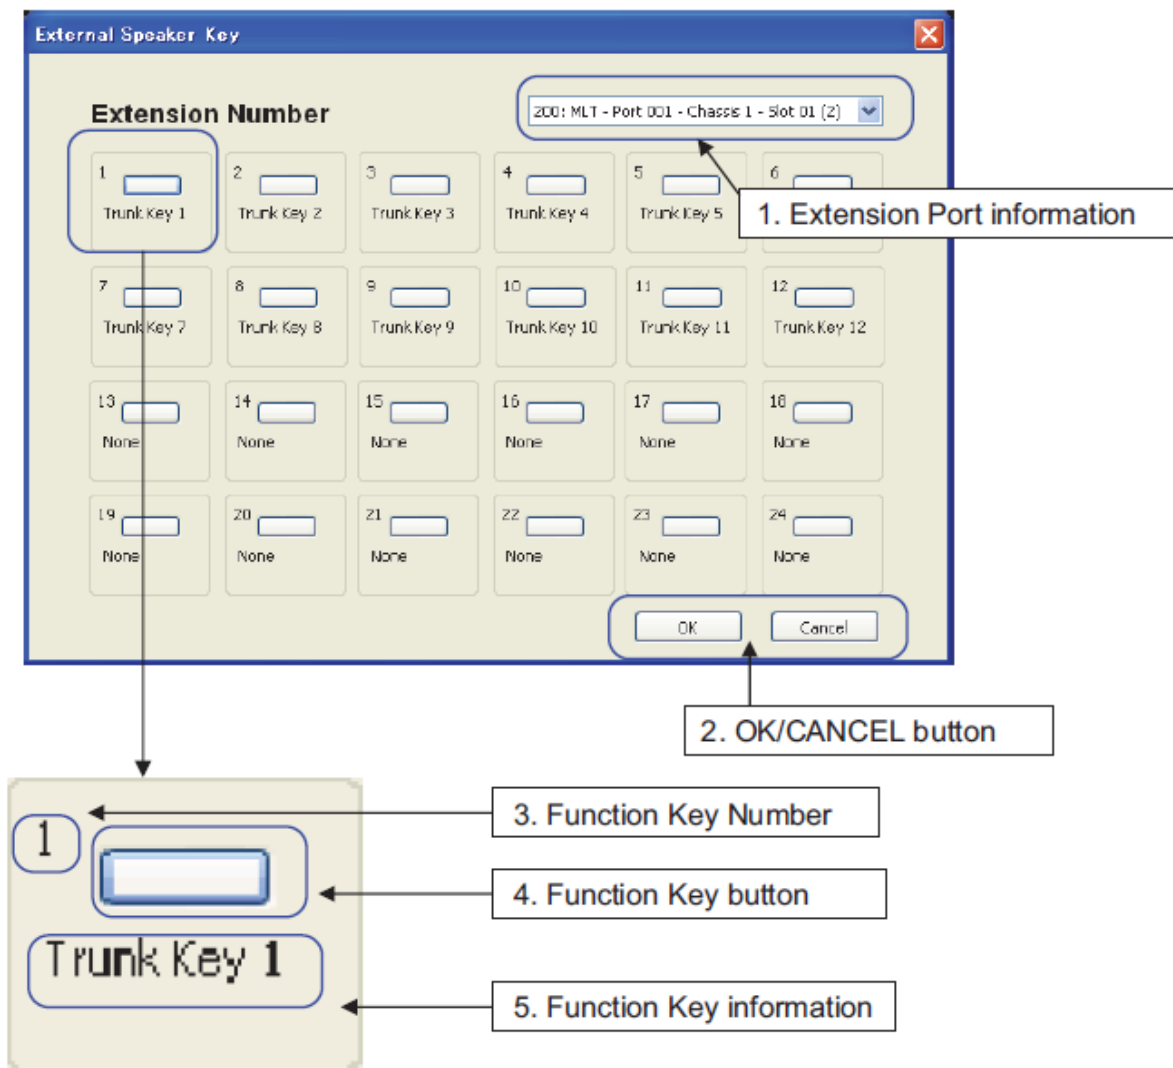 External Speaker Key
Extension Number
200: MLT - Port 001 - Chassis 1 - Slot 01 (2)
1 2 3 4 5 6
Trunk Key 1 Trunk Key 2 Trunk Key 3 Trunk Key 4 Trunk Key 5
1. Extension Port information
7 8 9 10 11 12
Trunk Key 7 Trunk Key 8 Trunk Key 9 Trunk Key 10 Trunk Key 11 Trunk Key 12
13 14 15 16 17 18
None None None None None None
19 20 21 22 23 24
None None None None None None
OK Cancel
2. OK/CANCEL button
1
3. Function Key Number
4. Function Key button
Trunk Key 1
5. Function Key information